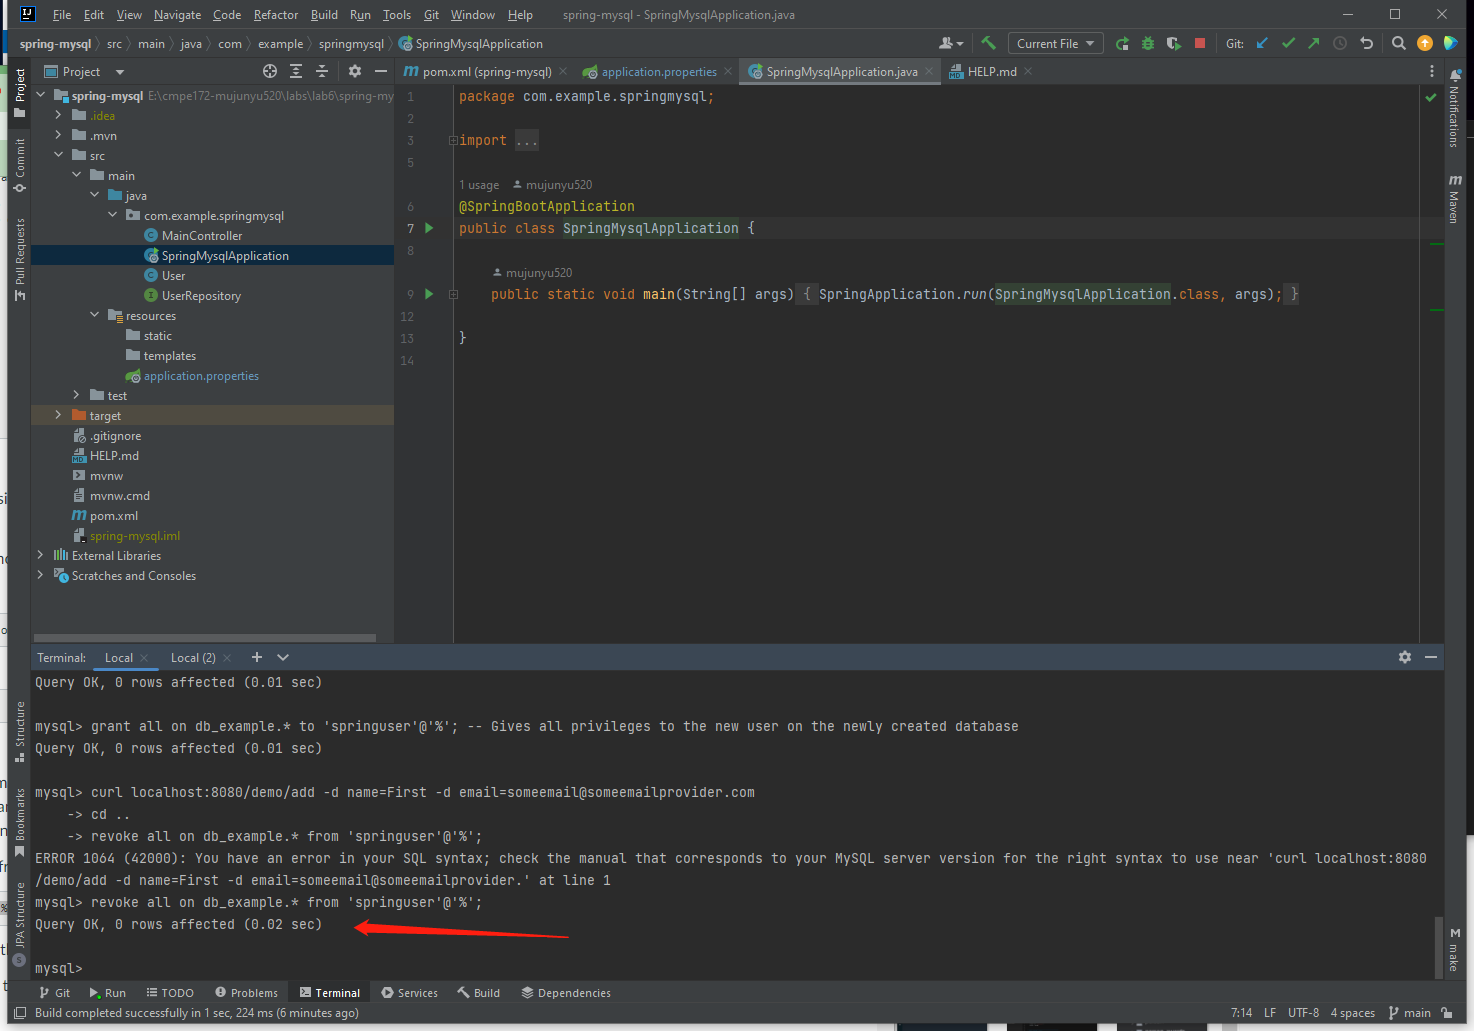 File Edit View Navigate Code Refactor Build Run Tools Git Window Help spring-mysql - SpringMysqlApplication.java
spring-mysql src main java com example springmysql SpringMysqlApplication Current File Git:
Project
Commit
Pull Requests
Structure
Bookmarks
JPA Structure
Project
spring-mysql E:\cmpe172-mujunyu520\labs\lab6\spring-my
.idea
.mvn
src
main
java
com.example.springmysql
MainController
SpringMysqlApplication
User
UserRepository
resources
static
templates
application.properties
test
target
.gitignore
HELP.md
mvnw
mvnw.cmd
pom.xml
spring-mysql.iml
External Libraries
Scratches and Consoles
pom.xml (spring-mysql) application.properties SpringMysqlApplication.java HELP.md
1 package com.example.springmysql;
2
3 import ...
5
1 usage mujunyu520
6 @SpringBootApplication
7 public class SpringMysqlApplication {
8
mujunyu520
9 public static void main(String[] args) { SpringApplication.run(SpringMysqlApplication.class, args); }
12
13 }
14
Notifications
Maven
make
Terminal: Local Local (2)
Query OK, 0 rows affected (0.01 sec)
mysql> grant all on db_example.* to 'springuser'@'%'; -- Gives all privileges to the new user on the newly created database
Query OK, 0 rows affected (0.01 sec)
mysql> curl localhost:8080/demo/add -d name=First -d email=someemail@someemailprovider.com
-> cd ..
-> revoke all on db_example.* from 'springuser'@'%';
ERROR 1064 (42000): You have an error in your SQL syntax; check the manual that corresponds to your MySQL server version for the right syntax to use near 'curl localhost:8080
/demo/add -d name=First -d email=someemail@someemailprovider.' at line 1
mysql> revoke all on db_example.* from 'springuser'@'%';
Query OK, 0 rows affected (0.02 sec)
mysql>
Git Run TODO Problems Terminal Services Build Dependencies
Build completed successfully in 1 sec, 224 ms (6 minutes ago) 7:14 LF UTF-8 4 spaces main